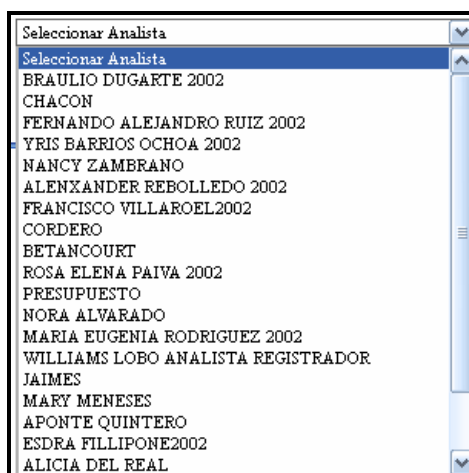 Seleccionar Analista
Seleccionar Analista
BRAULIO DUGARTE 2002
CHACON
FERNANDO ALEJANDRO RUIZ 2002
YRIS BARRIOS OCHOA 2002
NANCY ZAMBRANO
ALENXANDER REBOLLEDO 2002
FRANCISCO VILLAROEL2002
CORDERO
BETANCOURT
ROSA ELENA PAIVA 2002
PRESUPUESTO
NORA ALVARADO
MARIA EUGENIA RODRIGUEZ 2002
WILLIAMS LOBO ANALISTA REGISTRADOR
JAIMES
MARY MENESES
APONTE QUINTERO
ESDRA FILLIPONE2002
ALICIA DEL REAL